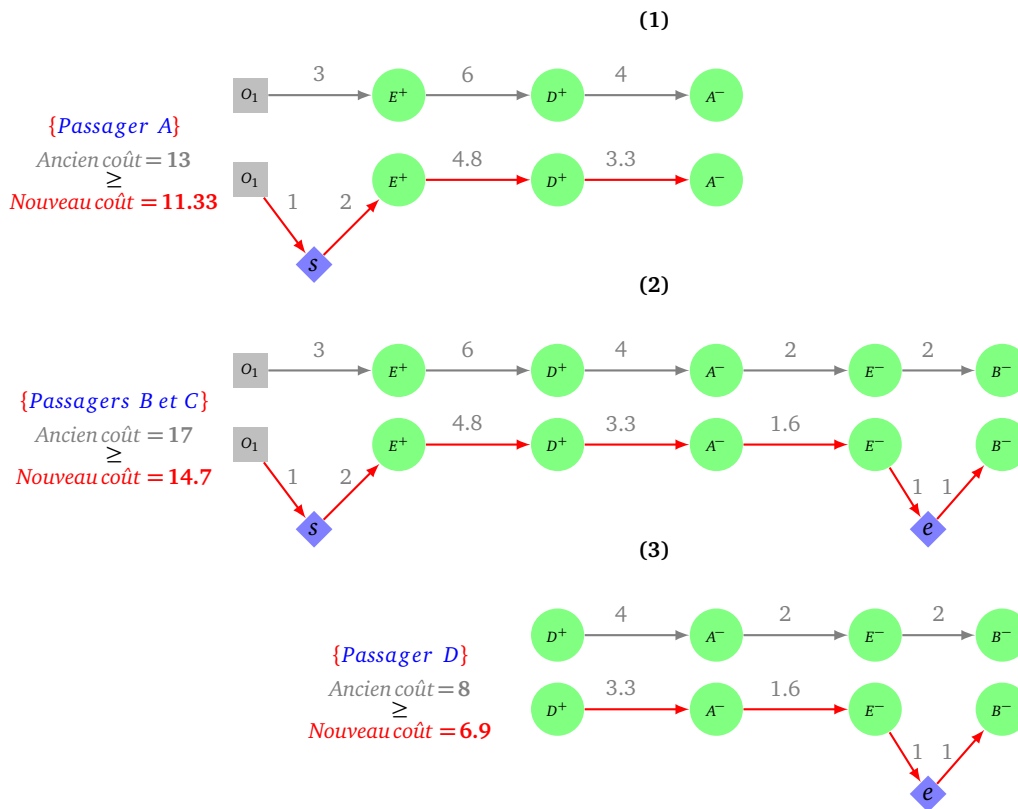 (1)
3 6 4
O1 E+ D+ A−
{Passager A}
Ancien coût = 13
≥
Nouveau coût = 11.33
4.8 3.3
O1 E+ D+ A−
1 2
s
(2)
3 6 4 2 2
O1 E+ D+ A− E− B−
{Passagers B et C}
Ancien coût = 17
≥
Nouveau coût = 14.7
4.8 3.3 1.6
O1 E+ D+ A− E− B−
1 2 1 1
s e
(3)
4 2 2
D+ A− E− B−
{Passager D}
Ancien coût = 8
≥
Nouveau coût = 6.9
3.3 1.6
D+ A− E− B−
1 1
e